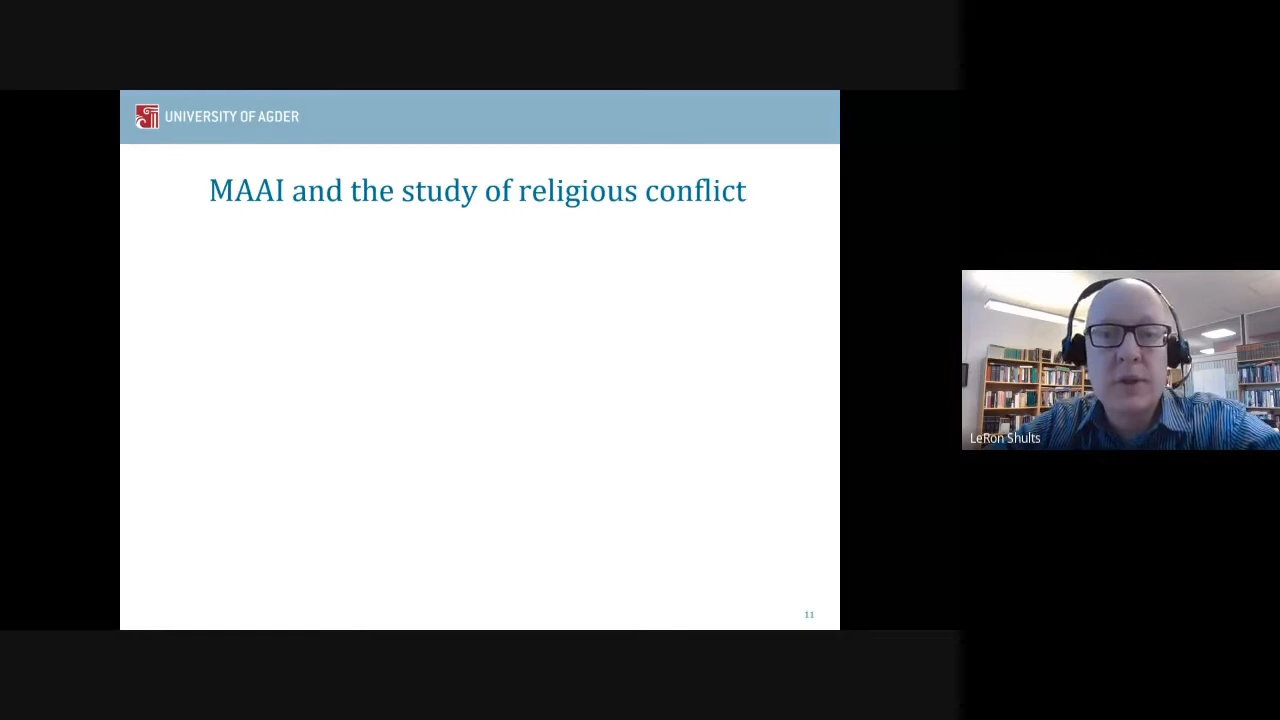 UNIVERSITY OF AGDER
MAAI and the study of religious conflict
LeRon Shults
11